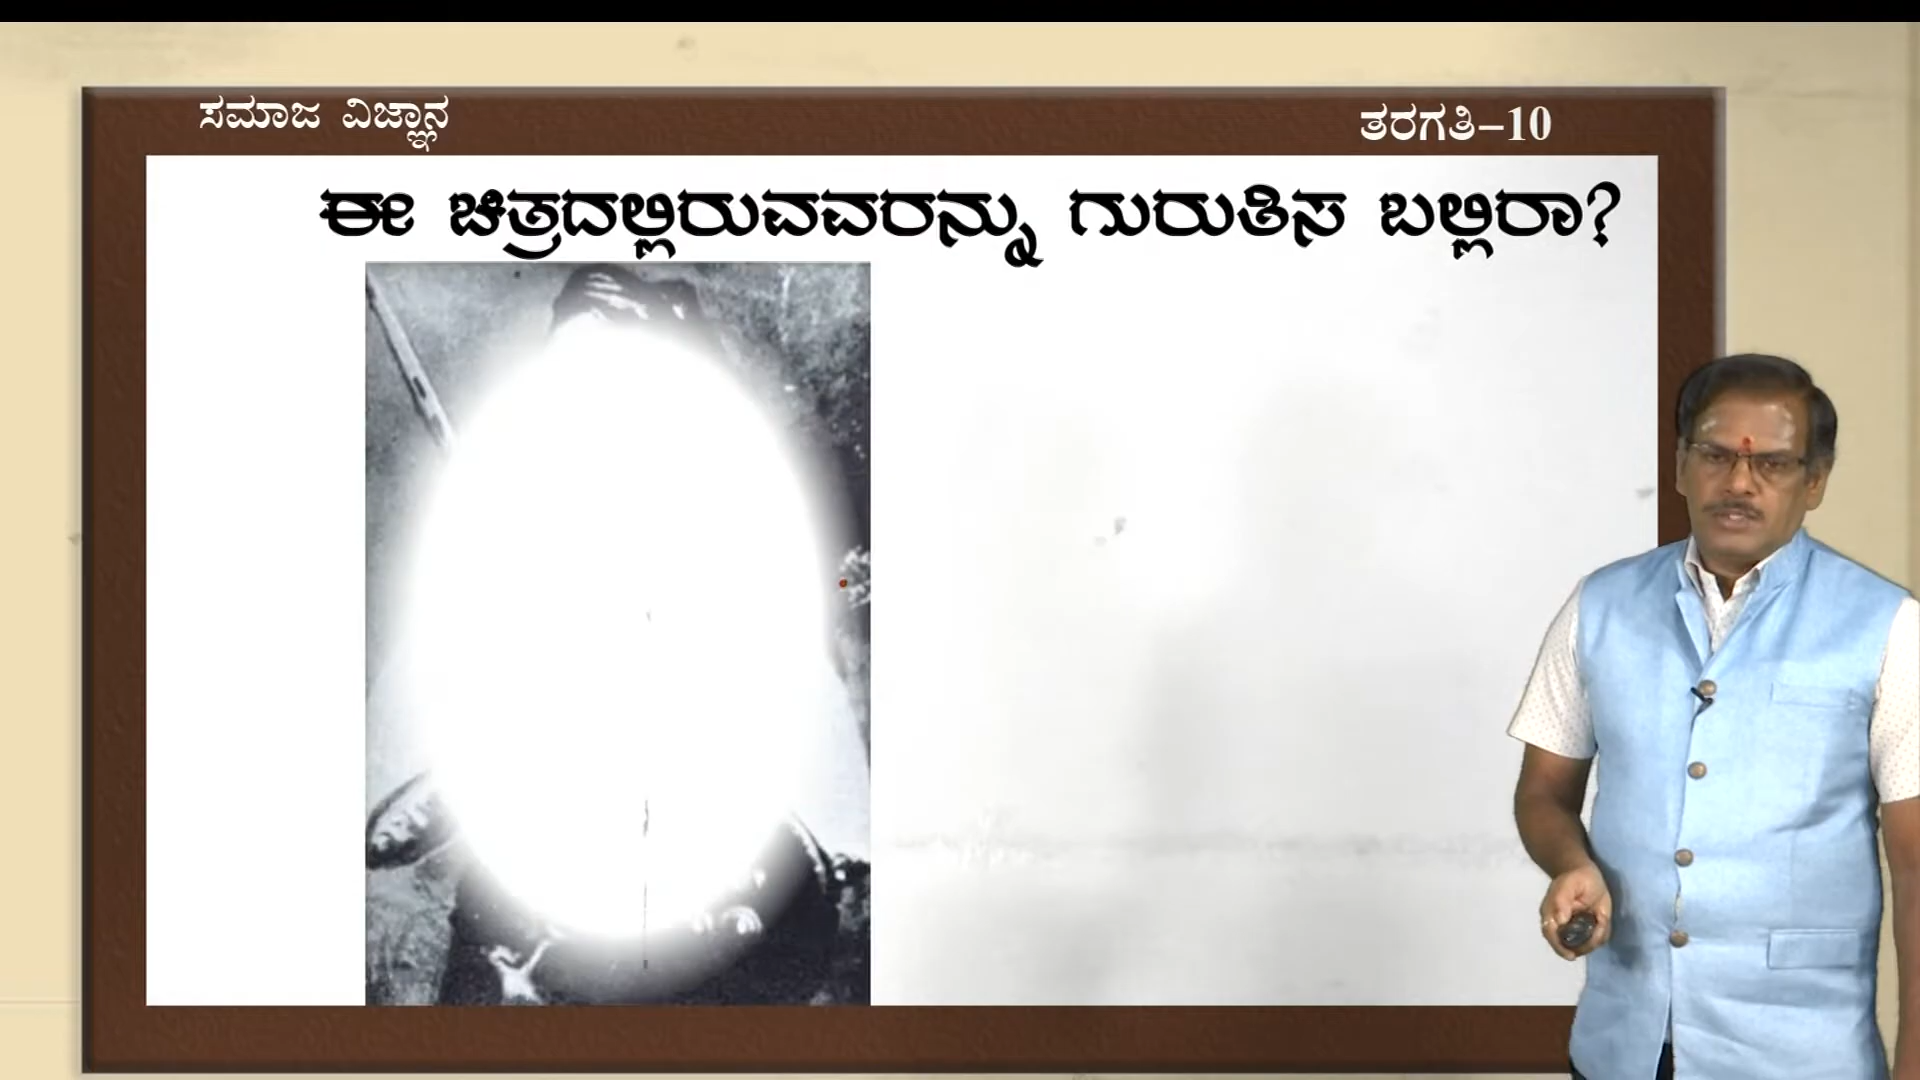 ಸಮಾಜ ವಿಜ್ಞಾನ
ತರಗತಿ–10
ಈ ಚಿತ್ರದಲ್ಲಿರುವವರನ್ನು ಗುರುತಿಸ ಬಲ್ಲಿರಾ?